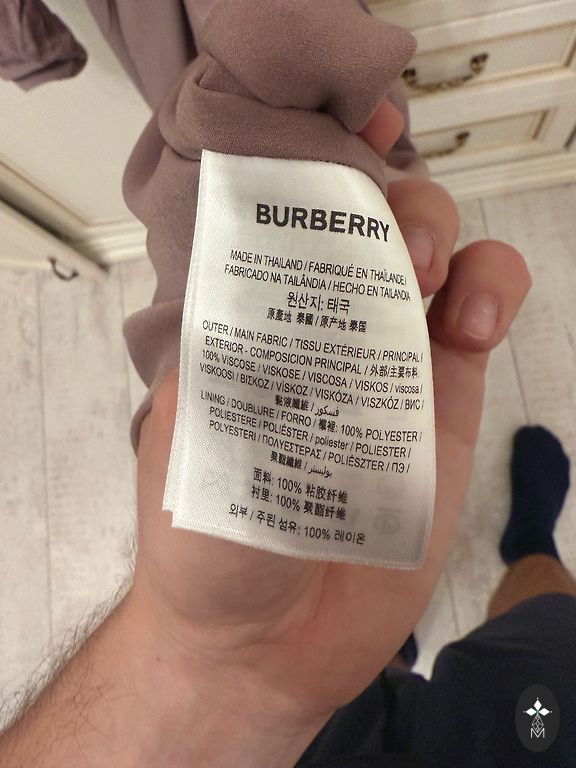 BURBERRY
MADE IN THAILAND / FABRIQUÉ EN THAÏLANDE /
FABRICADO NA TAILÂNDIA / HECHO EN TAILANDIA
원산지: 태국
原產地 泰國 / 原产地 泰国
OUTER / MAIN FABRIC / TISSU EXTÉRIEUR / PRINCIPAL /
EXTERIOR - COMPOSICION PRINCIPAL / 外部/主要布料:
100% VISCOSE / VISKOSE / VISCOSA / VISKOS / viscosa /
VISKOOSI / ΒΙΣΚΟΖ / VİSKOZ / VISKÓZA / VISZKÓZ / ВИС /
黏液纖維 / فسكوز
LINING / DOUBLURE / FORRO / 襯裡: 100% POLYESTER /
POLIESTERE / POLIÉSTER / poliester / POLIESTER /
POLYESTERI / ΠΟΛΥΕΣΤΕΡΑΣ / POLIÉSZTER / ПЭ /
聚酯纖維 / بوليستر
面料: 100% 粘胶纤维
衬里: 100% 聚酯纤维
외부 / 주된 섬유: 100% 레이온
M